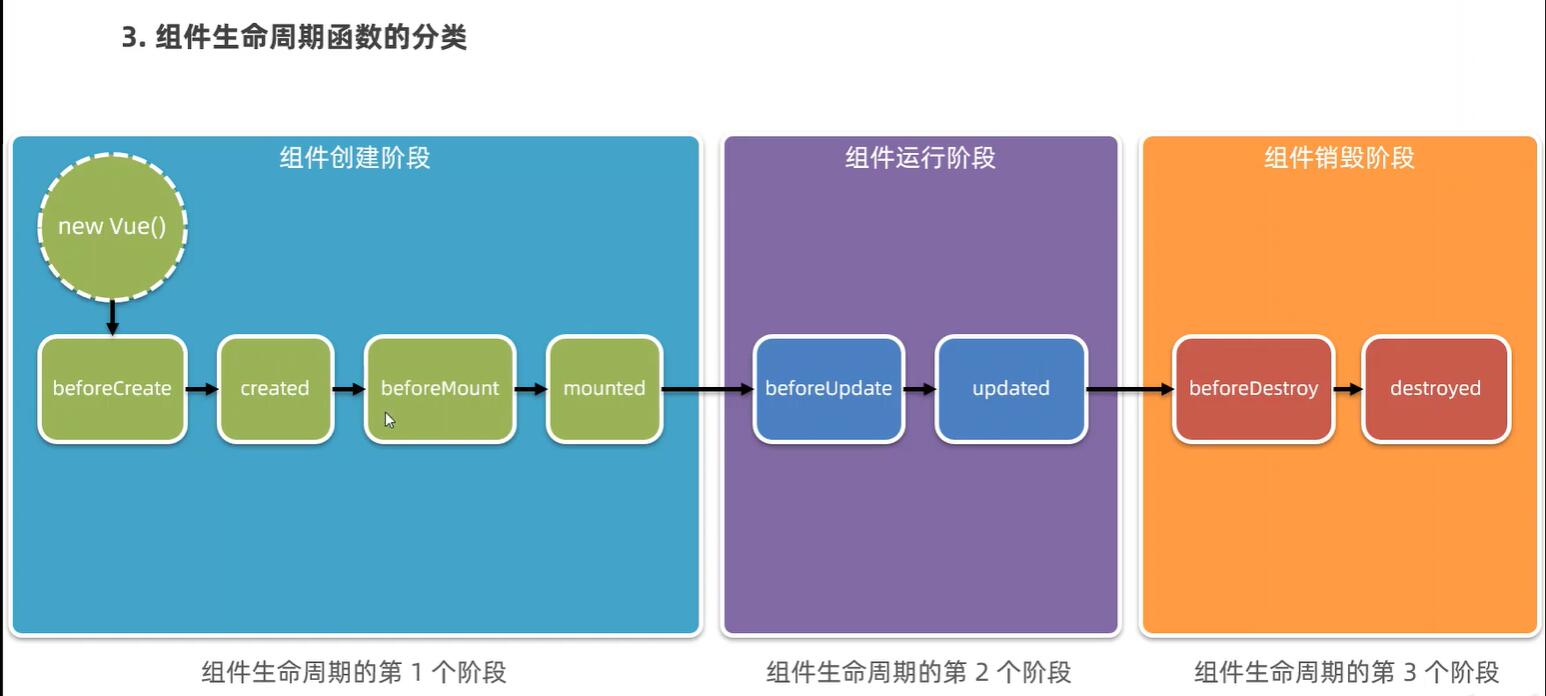 3. 组件生命周期函数的分类
组件创建阶段
new Vue()
beforeCreate
created
beforeMount
mounted
组件运行阶段
beforeUpdate
updated
组件销毁阶段
beforeDestroy
destroyed
组件生命周期的第 1 个阶段
组件生命周期的第 2 个阶段
组件生命周期的第 3 个阶段